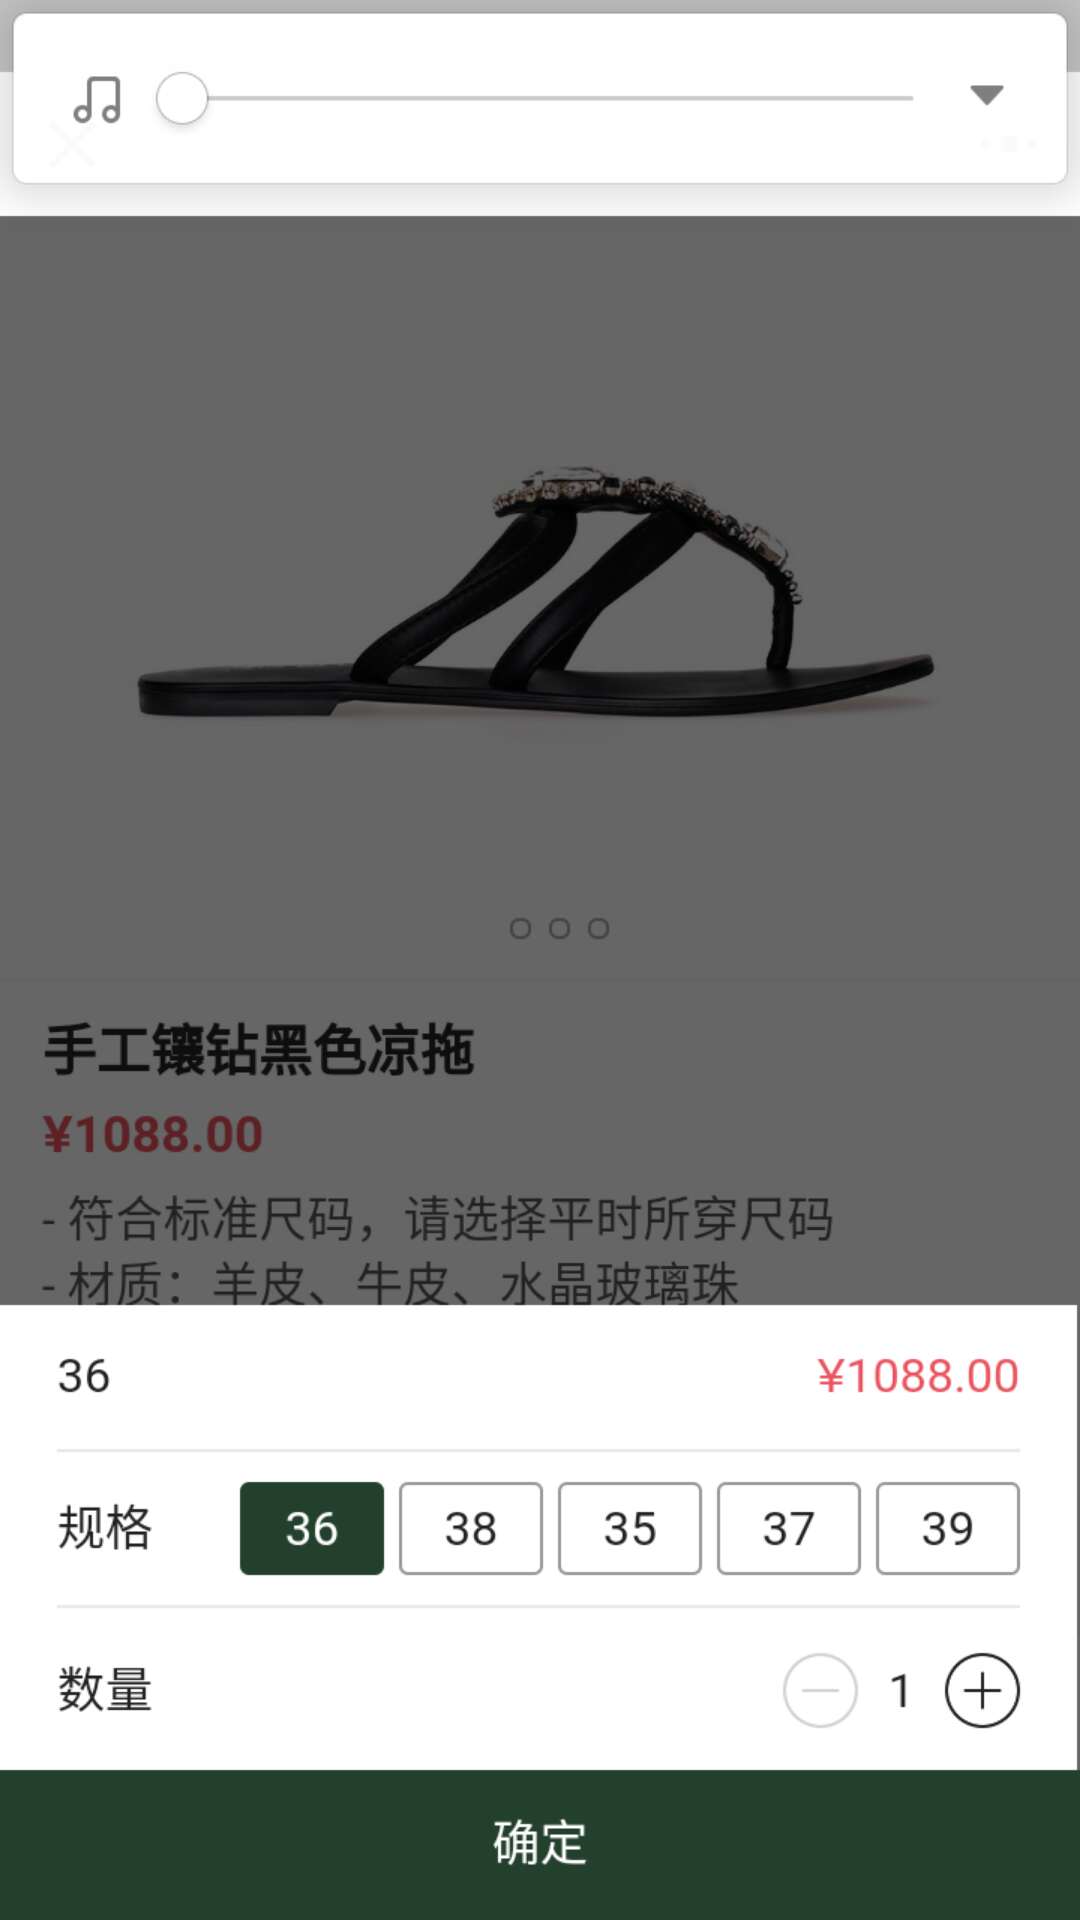 手工镶钻黑色凉拖
¥1088.00
- 符合标准尺码，请选择平时所穿尺码
- 材质：羊皮、牛皮、水晶玻璃珠
36 ¥1088.00
规格 36 38 35 37 39
数量 1
确定